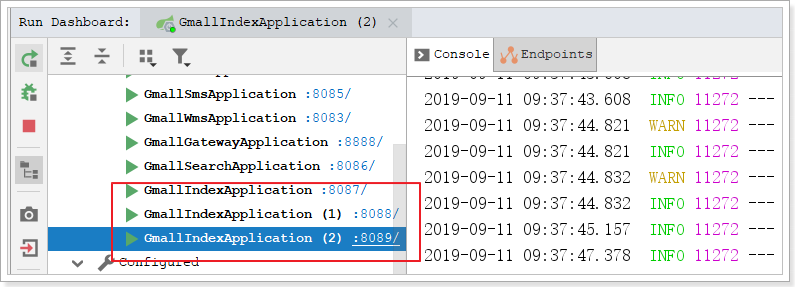 Run Dashboard: GmallIndexApplication (2)
Console Endpoints
GmallSmsApplication :8085/
GmallWmsApplication :8083/
GmallGatewayApplication :8888/
GmallSearchApplication :8086/
GmallIndexApplication :8087/
GmallIndexApplication (1) :8088/
GmallIndexApplication (2) :8089/
Configured
2019-09-11 09:37:43.608 INFO 11272 ---
2019-09-11 09:37:44.821 WARN 11272 ---
2019-09-11 09:37:44.821 INFO 11272 ---
2019-09-11 09:37:44.832 WARN 11272 ---
2019-09-11 09:37:44.832 INFO 11272 ---
2019-09-11 09:37:45.157 INFO 11272 ---
2019-09-11 09:37:47.378 INFO 11272 ---